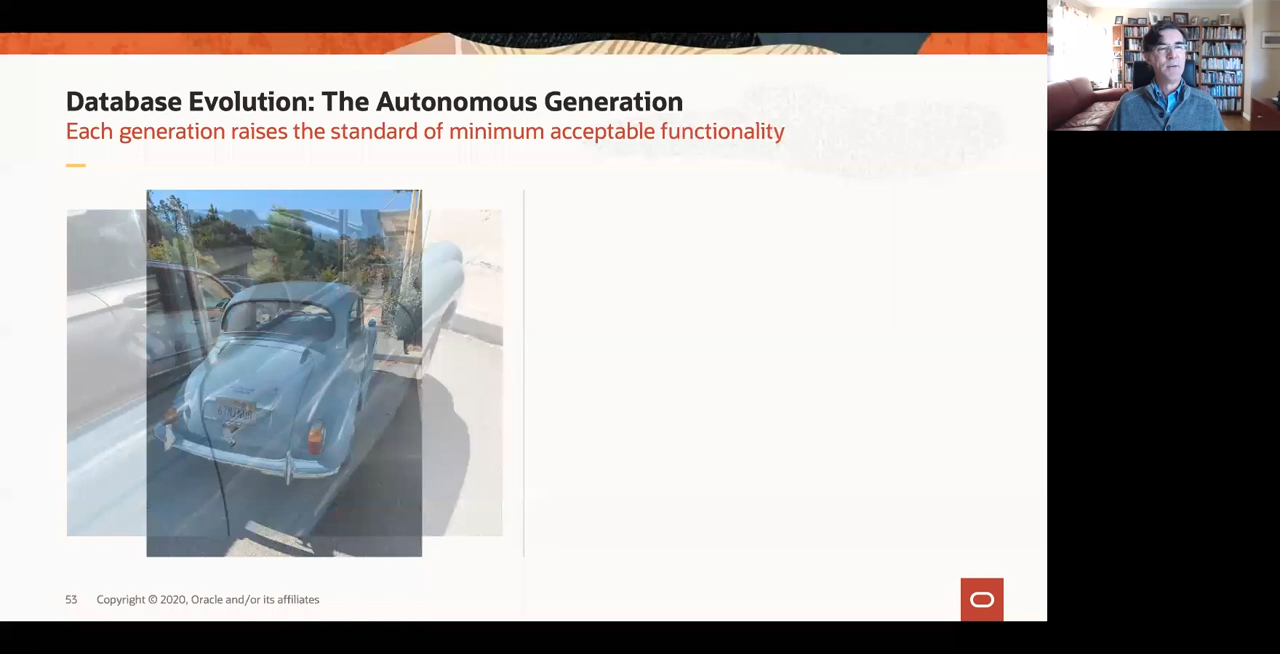 Database Evolution: The Autonomous Generation
Each generation raises the standard of minimum acceptable functionality
53 Copyright © 2020, Oracle and/or its affiliates